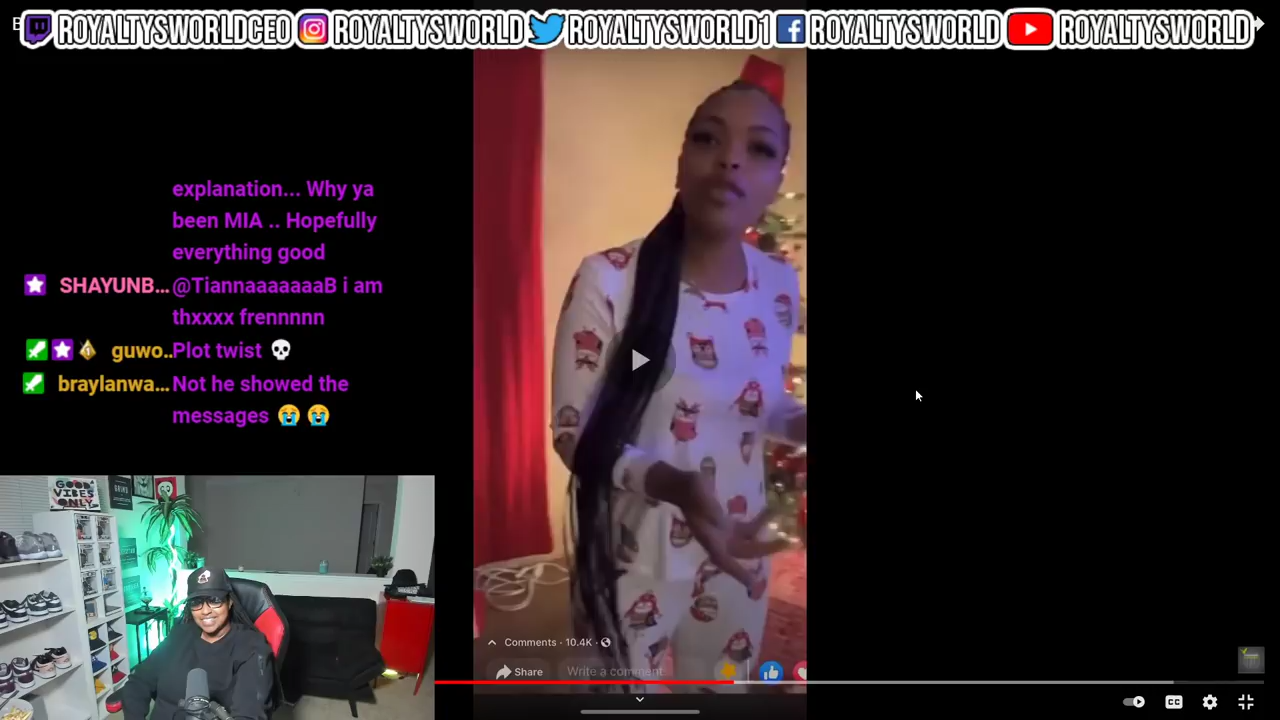 ROYALTYSWORLDCEO ROYALTYSWORLD ROYALTYSWORLD1 ROYALTYSWORLD ROYALTYSWORLD
explanation... Why ya
been MIA .. Hopefully
everything good
SHAYUNB... @TiannaaaaaaaB i am
thxxxx frennnnn
guwo.. Plot twist 💀
braylanwa... Not he showed the
messages 😭 😭
GOOD
VIBES
ONLY
Comments · 10.4K ·
Share Write a comment...
CC